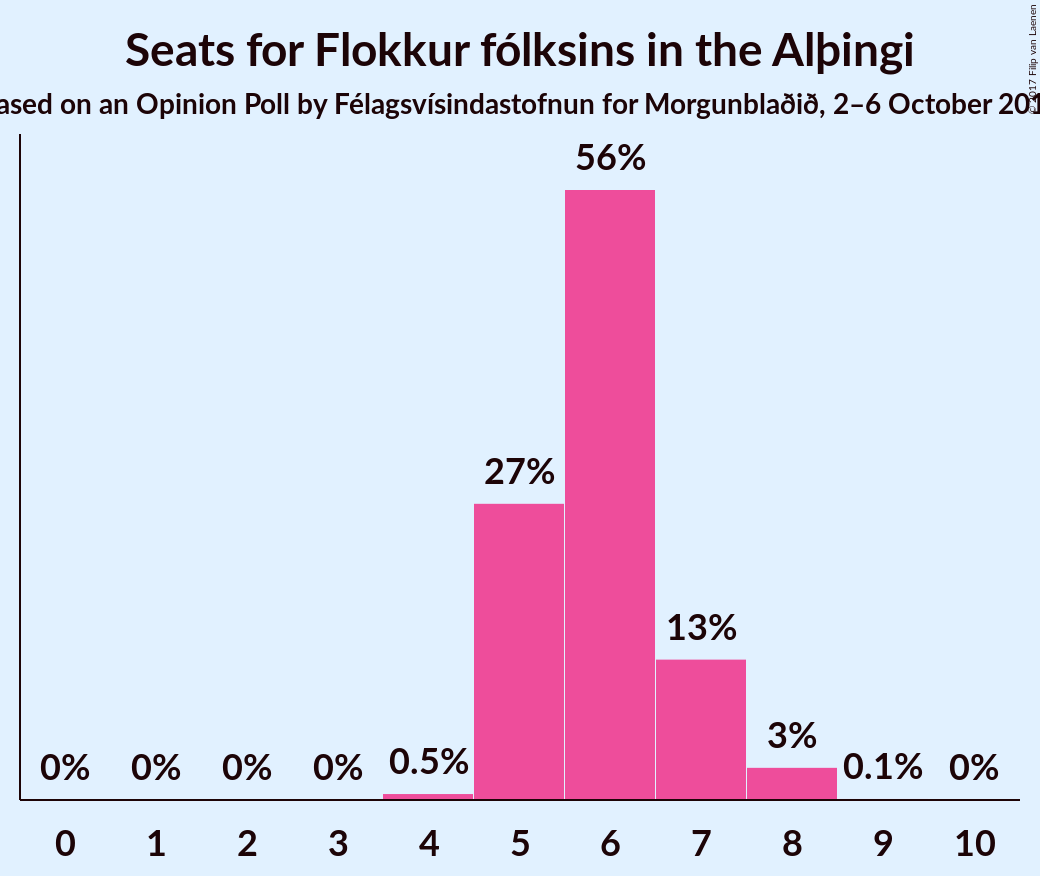 Seats for Flokkur fólksins in the Alþingi
ased on an Opinion Poll by Félagsvísindastofnun for Morgunblaðið, 2–6 October 201
© 2017 Filip van Laenen
56%
27%
13%
3%
0% 0% 0% 0% 0.5% 0.1% 0%
0 1 2 3 4 5 6 7 8 9 10